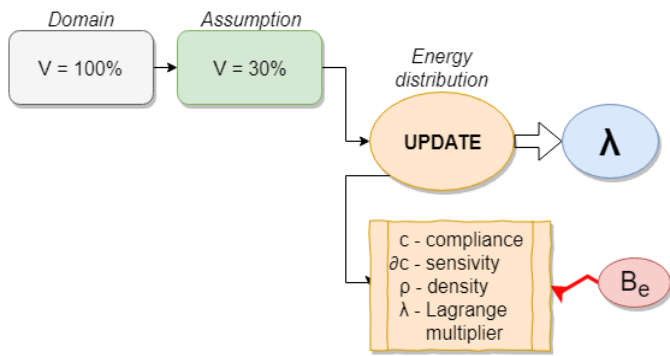 Domain
Assumption
V = 100%
V = 30%
Energy
distribution
UPDATE
λ
c - compliance
∂c - sensivity
ρ - density
λ - Lagrange
multiplier
Bₑ